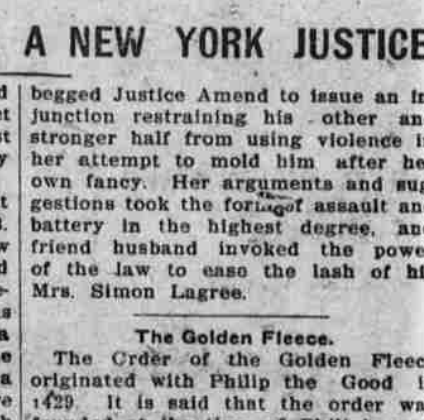 A NEW YORK JUSTICE
begged Justice Amend to issue an in
junction restraining his other an
stronger half from using violence i
her attempt to mold him after he
own fancy. Her arguments and sug
gestions took the form of assault an
battery in the highest degree, an
friend husband invoked the powe
of the law to ease the lash of hi
Mrs. Simon Lagree.
The Golden Fleece.
The Order of the Golden Fleec
originated with Philip the Good i
1429. It is said that the order wa